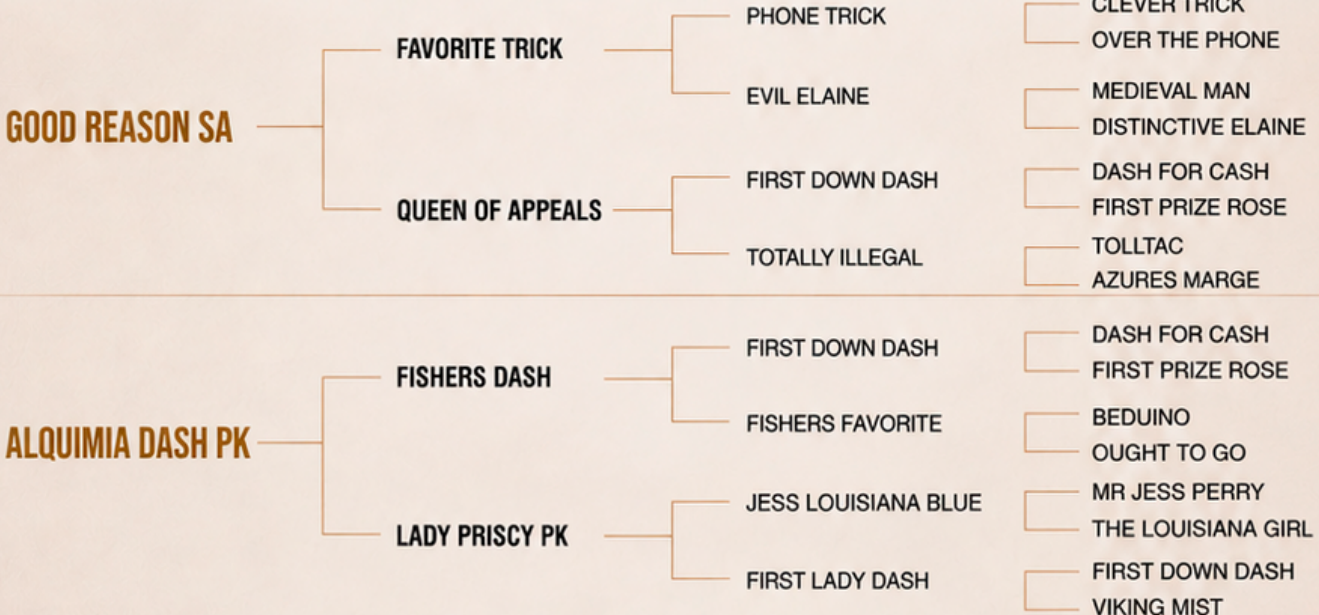 GOOD REASON SA
FAVORITE TRICK
PHONE TRICK
CLEVER TRICK
OVER THE PHONE
EVIL ELAINE
MEDIEVAL MAN
DISTINCTIVE ELAINE
QUEEN OF APPEALS
FIRST DOWN DASH
DASH FOR CASH
FIRST PRIZE ROSE
TOTALLY ILLEGAL
TOLLTAC
AZURES MARGE
ALQUIMIA DASH PK
FISHERS DASH
FIRST DOWN DASH
DASH FOR CASH
FIRST PRIZE ROSE
FISHERS FAVORITE
BEDUINO
OUGHT TO GO
LADY PRISCY PK
JESS LOUISIANA BLUE
MR JESS PERRY
THE LOUISIANA GIRL
FIRST LADY DASH
FIRST DOWN DASH
VIKING MIST